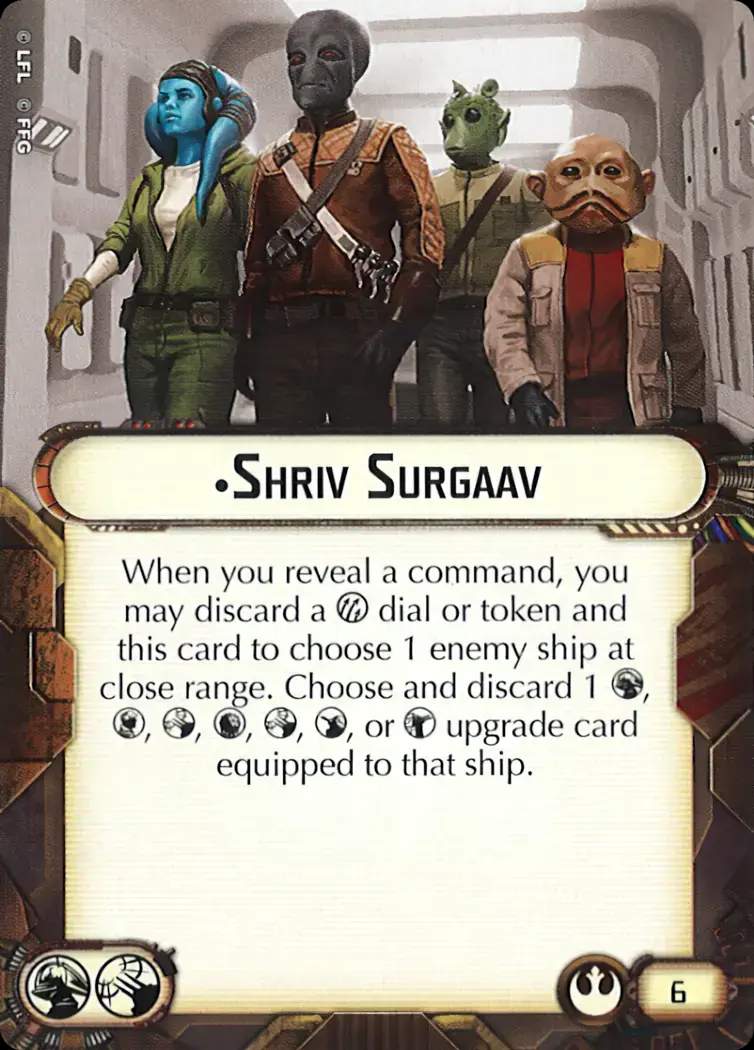 © LFL © FFG
•Shriv Surgaav
When you reveal a command, you
may discard a dial or token and
this card to choose 1 enemy ship at
close range. Choose and discard 1 ,
, , , , , or upgrade card
equipped to that ship.
6